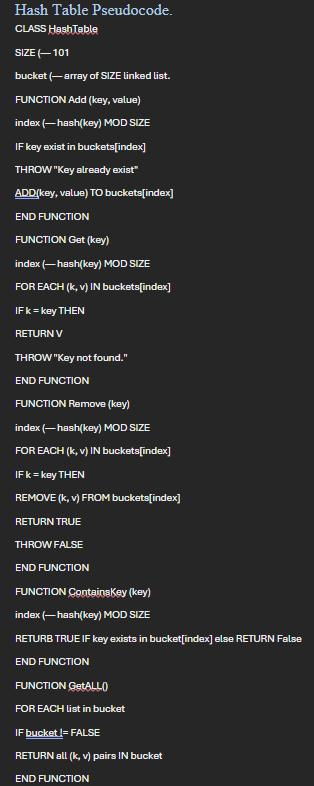 Hash Table Pseudocode.
CLASS HashTable
SIZE (— 101
bucket (— array of SIZE linked list.
FUNCTION Add (key, value)
index (— hash(key) MOD SIZE
IF key exist in buckets[index]
THROW "Key already exist"
ADD(key, value) TO buckets[index]
END FUNCTION
FUNCTION Get (key)
index (— hash(key) MOD SIZE
FOR EACH (k, v) IN buckets[index]
IF k = key THEN
RETURN V
THROW "Key not found."
END FUNCTION
FUNCTION Remove (key)
index (— hash(key) MOD SIZE
FOR EACH (k, v) IN buckets[index]
IF k = key THEN
REMOVE (k, v) FROM buckets[index]
RETURN TRUE
THROW FALSE
END FUNCTION
FUNCTION ContainsKey (key)
index (— hash(key) MOD SIZE
RETURB TRUE IF key exists in bucket[index] else RETURN False
END FUNCTION
FUNCTION GetALL()
FOR EACH list in bucket
IF bucket != FALSE
RETURN all (k, v) pairs IN bucket
END FUNCTION